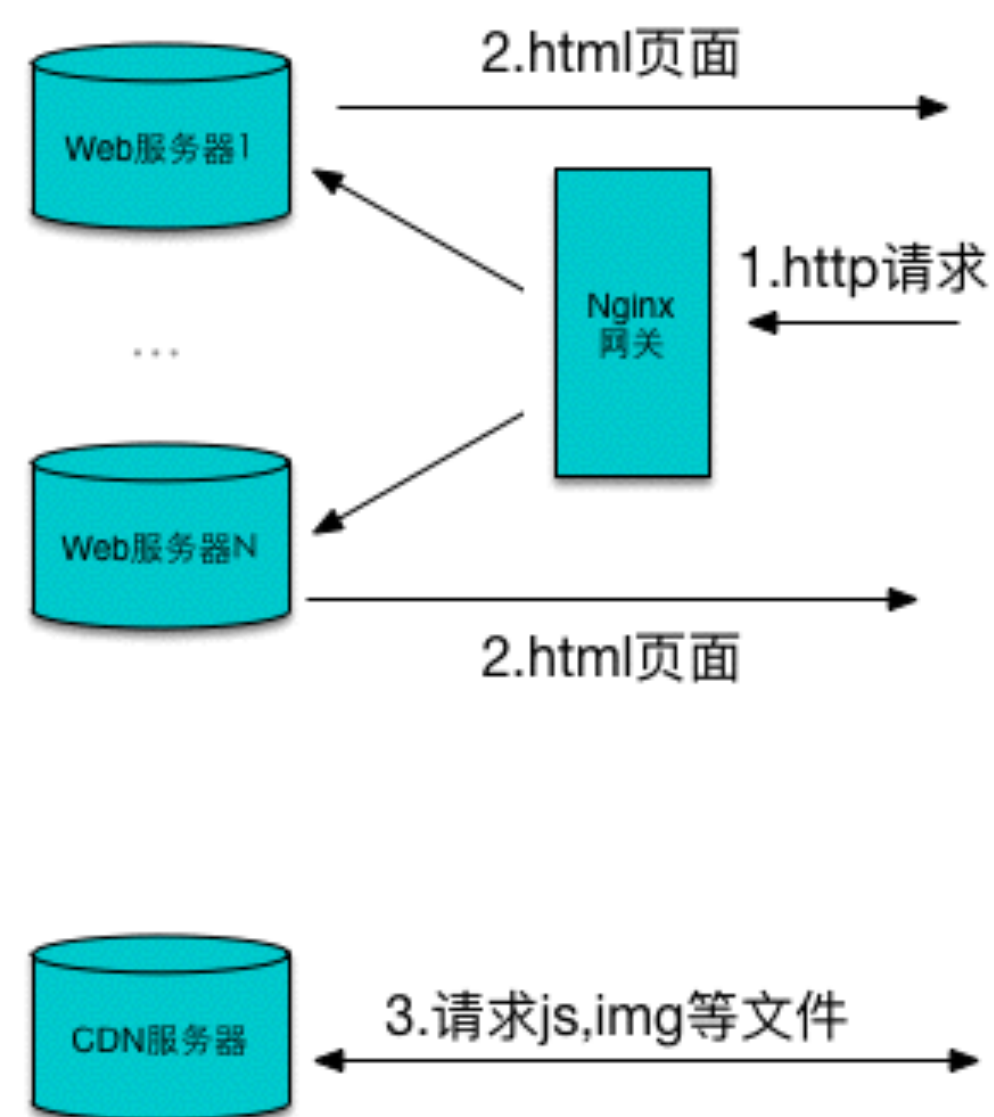 2.html页面
Web服务器1
1.http请求
Nginx
网关
...
Web服务器N
2.html页面
3.请求js,img等文件
CDN服务器